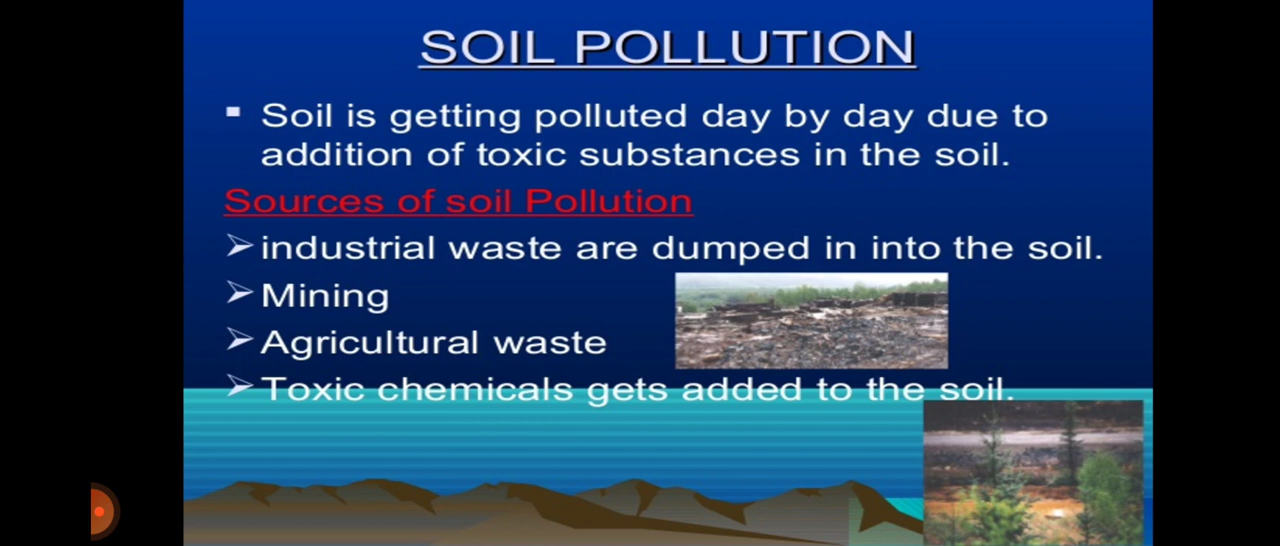 SOIL POLLUTION
▪ Soil is getting polluted day by day due to
addition of toxic substances in the soil.
Sources of soil Pollution
➢ industrial waste are dumped in into the soil.
➢ Mining
➢ Agricultural waste
➢ Toxic chemicals gets added to the soil.